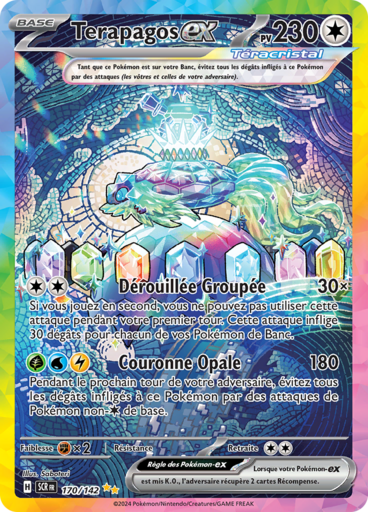 BASE Terapagos ex PV 230
Téracristal
Tant que ce Pokémon est sur votre Banc, évitez tous les dégâts infligés à ce Pokémon
par des attaques (les vôtres et celles de votre adversaire).
Dérouillée Groupée 30×
Si vous jouez en second, vous ne pouvez pas utiliser cette
attaque pendant votre premier tour. Cette attaque inflige
30 dégâts pour chacun de vos Pokémon de Banc.
Couronne Opale 180
Pendant le prochain tour de votre adversaire, évitez tous
les dégâts infligés à ce Pokémon par des attaques de
Pokémon non- de base.
Faiblesse ×2 Résistance Retraite
Illus. Saboteri
Règle des Pokémon-ex Lorsque votre Pokémon-ex
est mis K.O., l'adversaire récupère 2 cartes Récompense.
H SCR FR 170/142
©2024 Pokémon/Nintendo/Creatures/GAME FREAK